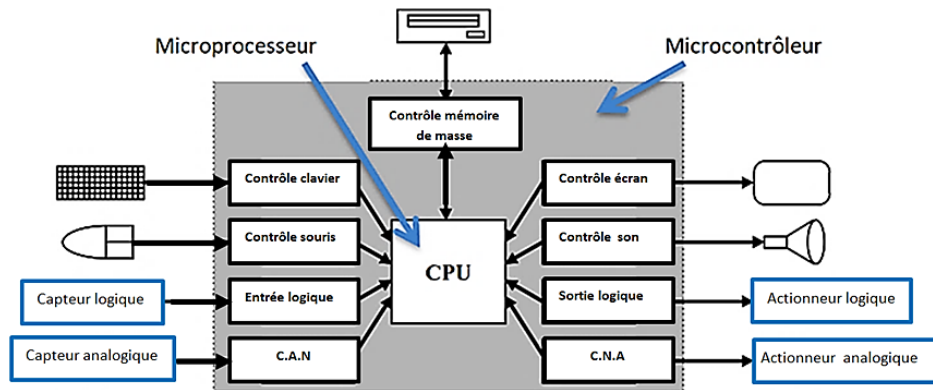 Microprocesseur
Microcontrôleur
Contrôle mémoire
de masse
Contrôle clavier
Contrôle écran
Contrôle souris
CPU
Contrôle son
Capteur logique
Entrée logique
Sortie logique
Actionneur logique
Capteur analogique
C.A.N
C.N.A
Actionneur analogique